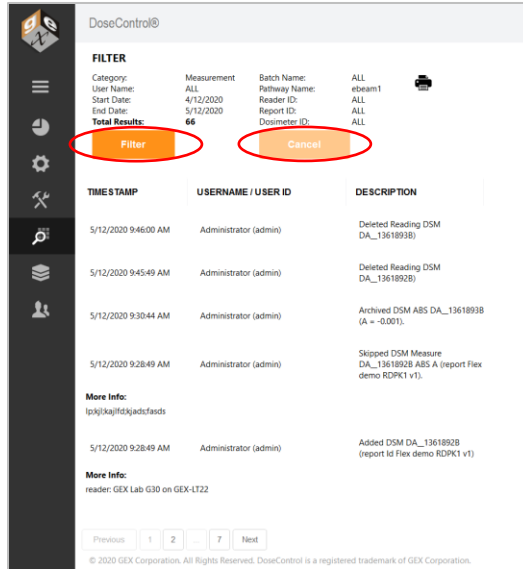 gex
DoseControl®
FILTER
Category: Measurement Batch Name: ALL
User Name: ALL Pathway Name: ebeam1
Start Date: 4/12/2020 Reader ID: ALL
End Date: 5/12/2020 Report ID: ALL
Total Results: 66 Dosimeter ID: ALL
Filter Cancel
TIMESTAMP USERNAME / USER ID DESCRIPTION
5/12/2020 9:46:00 AM Administrator (admin) Deleted Reading DSM
DA__1361893B)
5/12/2020 9:45:49 AM Administrator (admin) Deleted Reading DSM
DA__1361892B)
5/12/2020 9:30:44 AM Administrator (admin) Archived DSM ABS DA__1361893B
(A = -0.001).
5/12/2020 9:28:49 AM Administrator (admin) Skipped DSM Measure
DA__1361892B ABS A (report Flex
demo RDPK1 v1).
More Info:
lp;kjl;kajlfd;kjads;fasds
5/12/2020 9:28:49 AM Administrator (admin) Added DSM DA__1361892B
(report Id Flex demo RDPK1 v1)
More Info:
reader: GEX Lab G30 on GEX-LT22
Previous 1 2 ... 7 Next
© 2020 GEX Corporation. All Rights Reserved. DoseControl is a registered trademark of GEX Corporation.